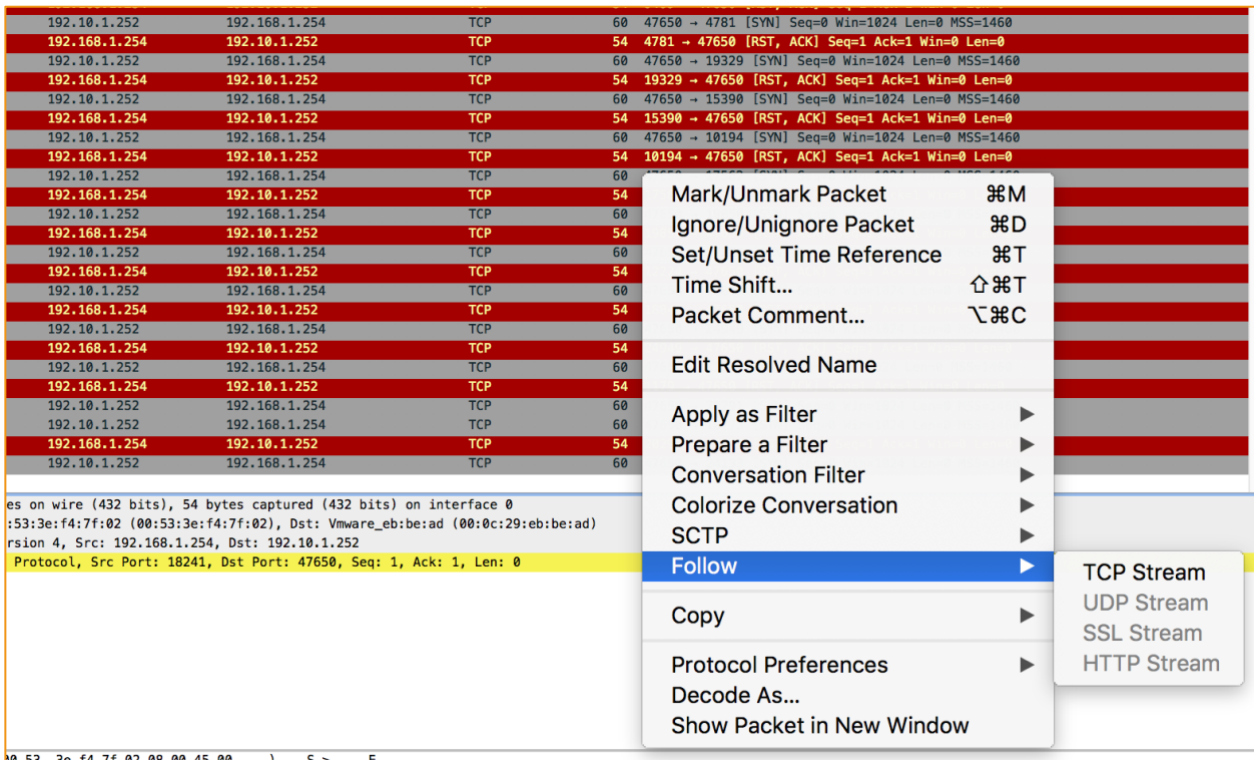 192.10.1.252 192.168.1.254 TCP 60 47650 → 4781 [SYN] Seq=0 Win=1024 Len=0 MSS=1460
192.168.1.254 192.10.1.252 TCP 54 4781 → 47650 [RST, ACK] Seq=1 Ack=1 Win=0 Len=0
192.10.1.252 192.168.1.254 TCP 60 47650 → 19329 [SYN] Seq=0 Win=1024 Len=0 MSS=1460
192.168.1.254 192.10.1.252 TCP 54 19329 → 47650 [RST, ACK] Seq=1 Ack=1 Win=0 Len=0
192.10.1.252 192.168.1.254 TCP 60 47650 → 15390 [SYN] Seq=0 Win=1024 Len=0 MSS=1460
192.168.1.254 192.10.1.252 TCP 54 15390 → 47650 [RST, ACK] Seq=1 Ack=1 Win=0 Len=0
192.10.1.252 192.168.1.254 TCP 60 47650 → 10194 [SYN] Seq=0 Win=1024 Len=0 MSS=1460
192.168.1.254 192.10.1.252 TCP 54 10194 → 47650 [RST, ACK] Seq=1 Ack=1 Win=0 Len=0
192.10.1.252 192.168.1.254 TCP 60
192.168.1.254 192.10.1.252 TCP 54
192.10.1.252 192.168.1.254 TCP 60
192.168.1.254 192.10.1.252 TCP 54
192.10.1.252 192.168.1.254 TCP 60
192.168.1.254 192.10.1.252 TCP 54
192.10.1.252 192.168.1.254 TCP 60
192.168.1.254 192.10.1.252 TCP 54
192.10.1.252 192.168.1.254 TCP 60
192.168.1.254 192.10.1.252 TCP 54
192.10.1.252 192.168.1.254 TCP 60
192.168.1.254 192.10.1.252 TCP 54
192.10.1.252 192.168.1.254 TCP 60
192.10.1.252 192.168.1.254 TCP 60
192.168.1.254 192.10.1.252 TCP 54
192.10.1.252 192.168.1.254 TCP 60
Mark/Unmark Packet ⌘M
Ignore/Unignore Packet ⌘D
Set/Unset Time Reference ⌘T
Time Shift... ⇧⌘T
Packet Comment... ⌥⌘C
Edit Resolved Name
Apply as Filter
Prepare a Filter
Conversation Filter
Colorize Conversation
SCTP
Follow
Copy
Protocol Preferences
Decode As...
Show Packet in New Window
TCP Stream
UDP Stream
SSL Stream
HTTP Stream
es on wire (432 bits), 54 bytes captured (432 bits) on interface 0
:53:3e:f4:7f:02 (00:53:3e:f4:7f:02), Dst: Vmware_eb:be:ad (00:0c:29:eb:be:ad)
rsion 4, Src: 192.168.1.254, Dst: 192.10.1.252
Protocol, Src Port: 18241, Dst Port: 47650, Seq: 1, Ack: 1, Len: 0